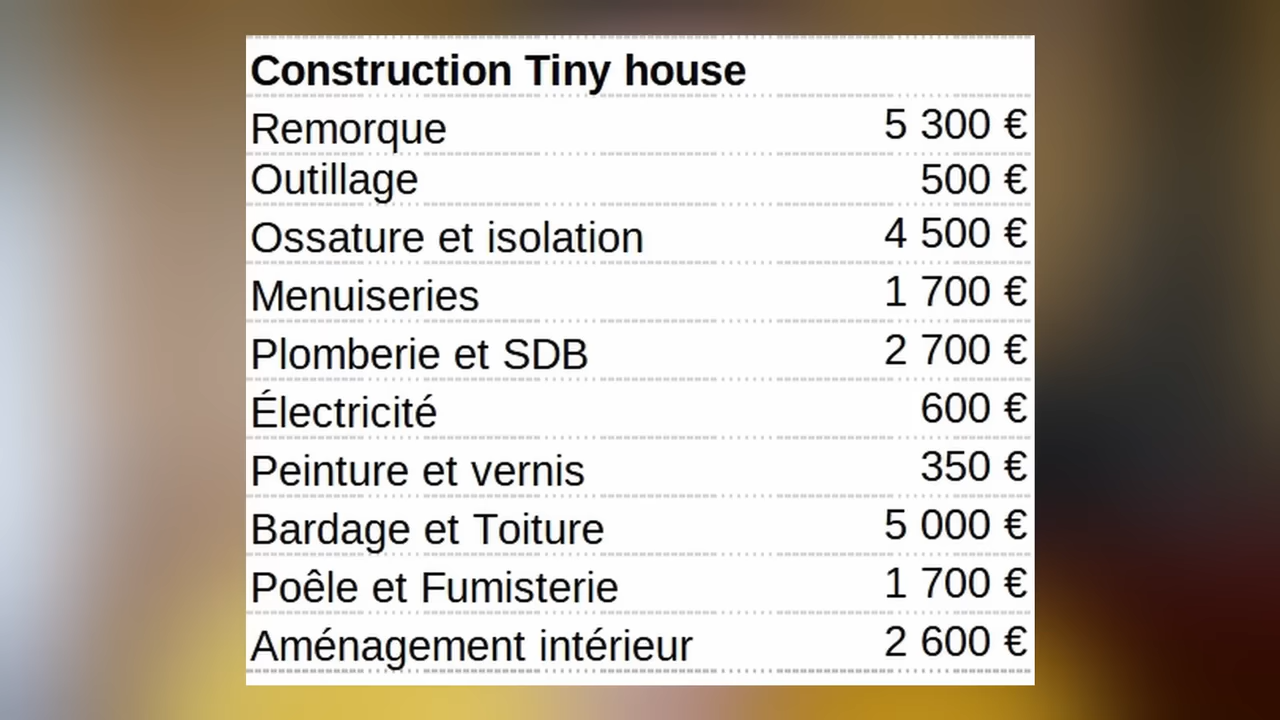 Construction Tiny house
Remorque 5 300 €
Outillage 500 €
Ossature et isolation 4 500 €
Menuiseries 1 700 €
Plomberie et SDB 2 700 €
Électricité 600 €
Peinture et vernis 350 €
Bardage et Toiture 5 000 €
Poêle et Fumisterie 1 700 €
Aménagement intérieur 2 600 €